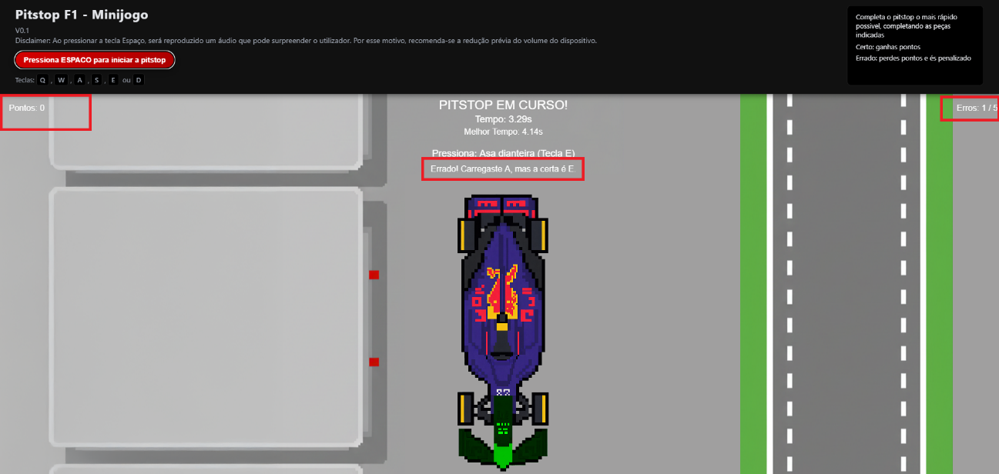 Pitstop F1 - Minijogo
V0.1
Disclaimer: Ao pressionar a tecla Espaço, será reproduzido um áudio que pode surpreender o utilizador. Por esse motivo, recomenda-se a redução prévia do volume do dispositivo.
Pressiona ESPACO para iniciar a pitstop
Teclas: Q , W , A , S , E ou D
Completa o pitstop o mais rápido
possivel, completando as peças
indicadas
Certo: ganhas pontos
Errado: perdes pontos e és penalizado
Pontos: 0
PITSTOP EM CURSO!
Tempo: 3.29s
Melhor Tempo: 4.14s
Pressiona: Asa dianteira (Tecla E)
Errado! Carregaste A, mas a certa é E.
Erros: 1 / 5